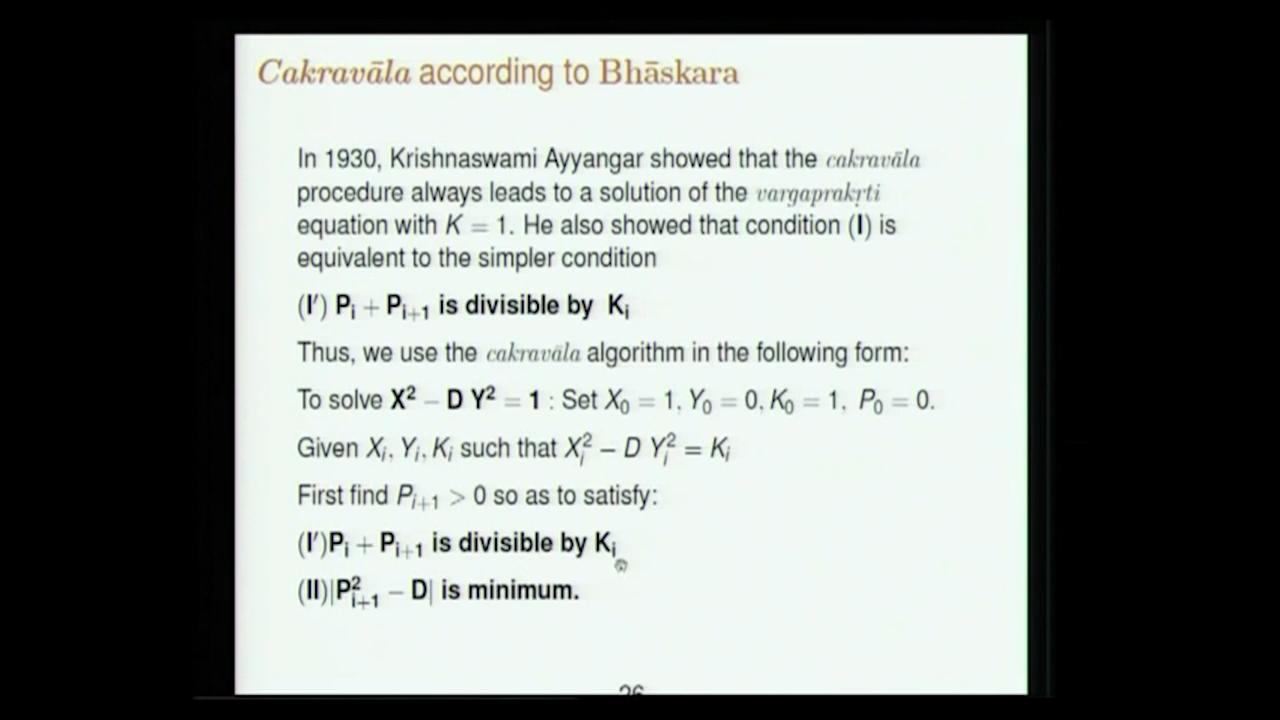 Cakravāla according to Bhāskara
In 1930, Krishnaswami Ayyangar showed that the cakravāla
procedure always leads to a solution of the vargaprakṛti
equation with K = 1. He also showed that condition (I) is
equivalent to the simpler condition
(I′) Pᵢ + Pᵢ₊₁ is divisible by Kᵢ
Thus, we use the cakravāla algorithm in the following form:
To solve X² − D Y² = 1 : Set X₀ = 1, Y₀ = 0, K₀ = 1, P₀ = 0.
Given Xᵢ, Yᵢ, Kᵢ such that Xᵢ² − D Yᵢ² = Kᵢ
First find Pᵢ₊₁ > 0 so as to satisfy:
(I′)Pᵢ + Pᵢ₊₁ is divisible by Kᵢ
(II)|Pᵢ₊₁² − D| is minimum.
26